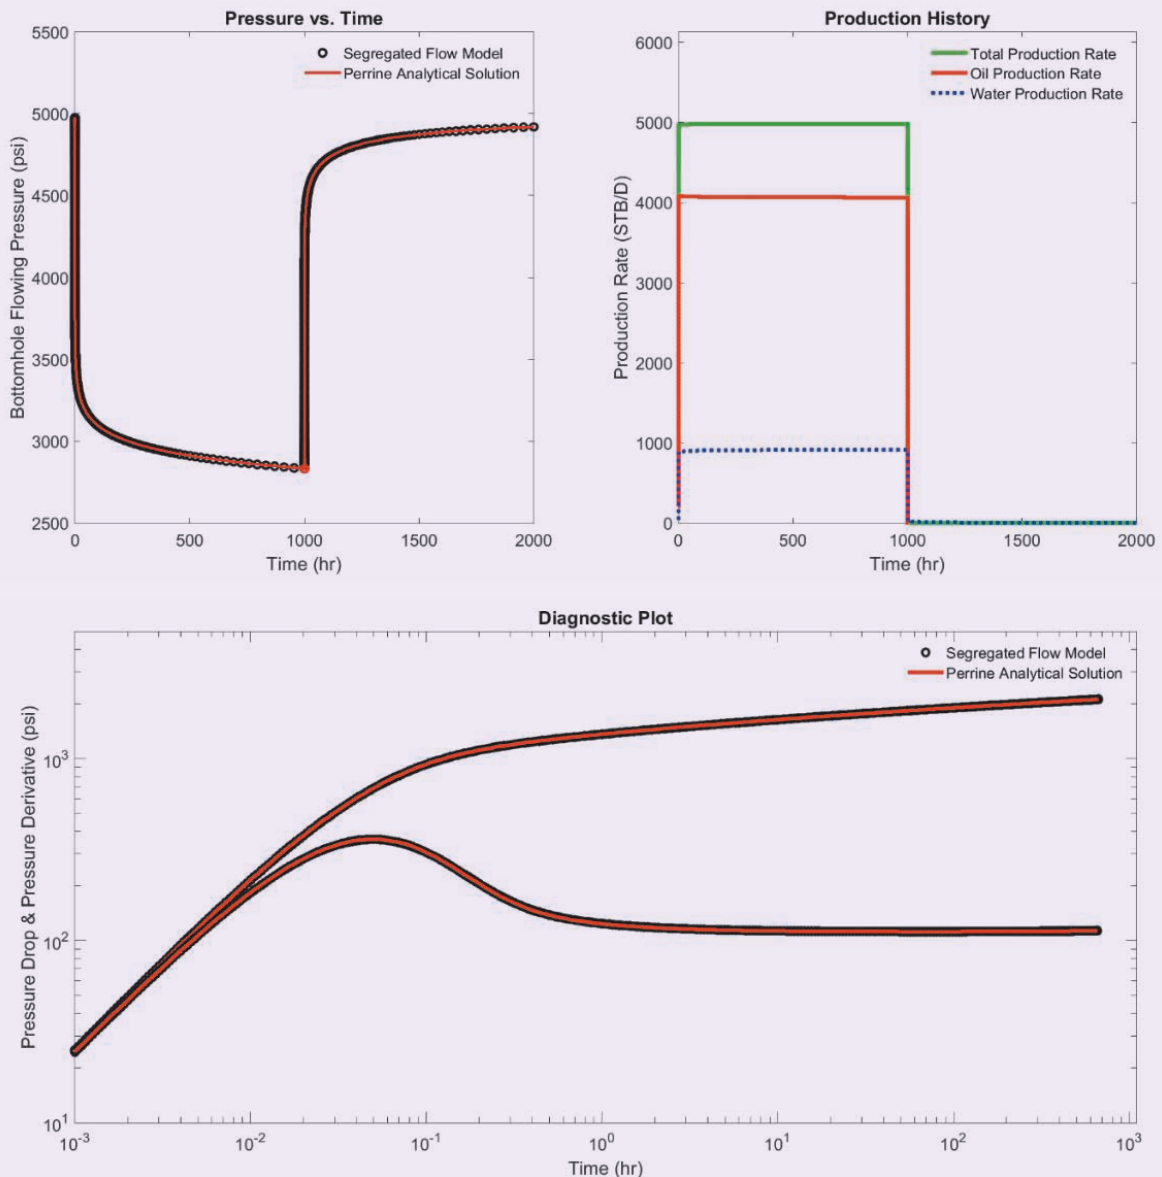 Pressure vs. Time
5500
5000
4500
4000
3500
3000
2500
Bottomhole Flowing Pressure (psi)
Segregated Flow Model
Perrine Analytical Solution
0
500
1000
1500
2000
Time (hr)
Production History
6000
5000
4000
3000
2000
1000
0
Production Rate (STB/D)
Total Production Rate
Oil Production Rate
Water Production Rate
0
500
1000
1500
2000
Time (hr)
Diagnostic Plot
10³
10²
10¹
Pressure Drop & Pressure Derivative (psi)
Segregated Flow Model
Perrine Analytical Solution
10⁻³
10⁻²
10⁻¹
10⁰
10¹
10²
10³
Time (hr)